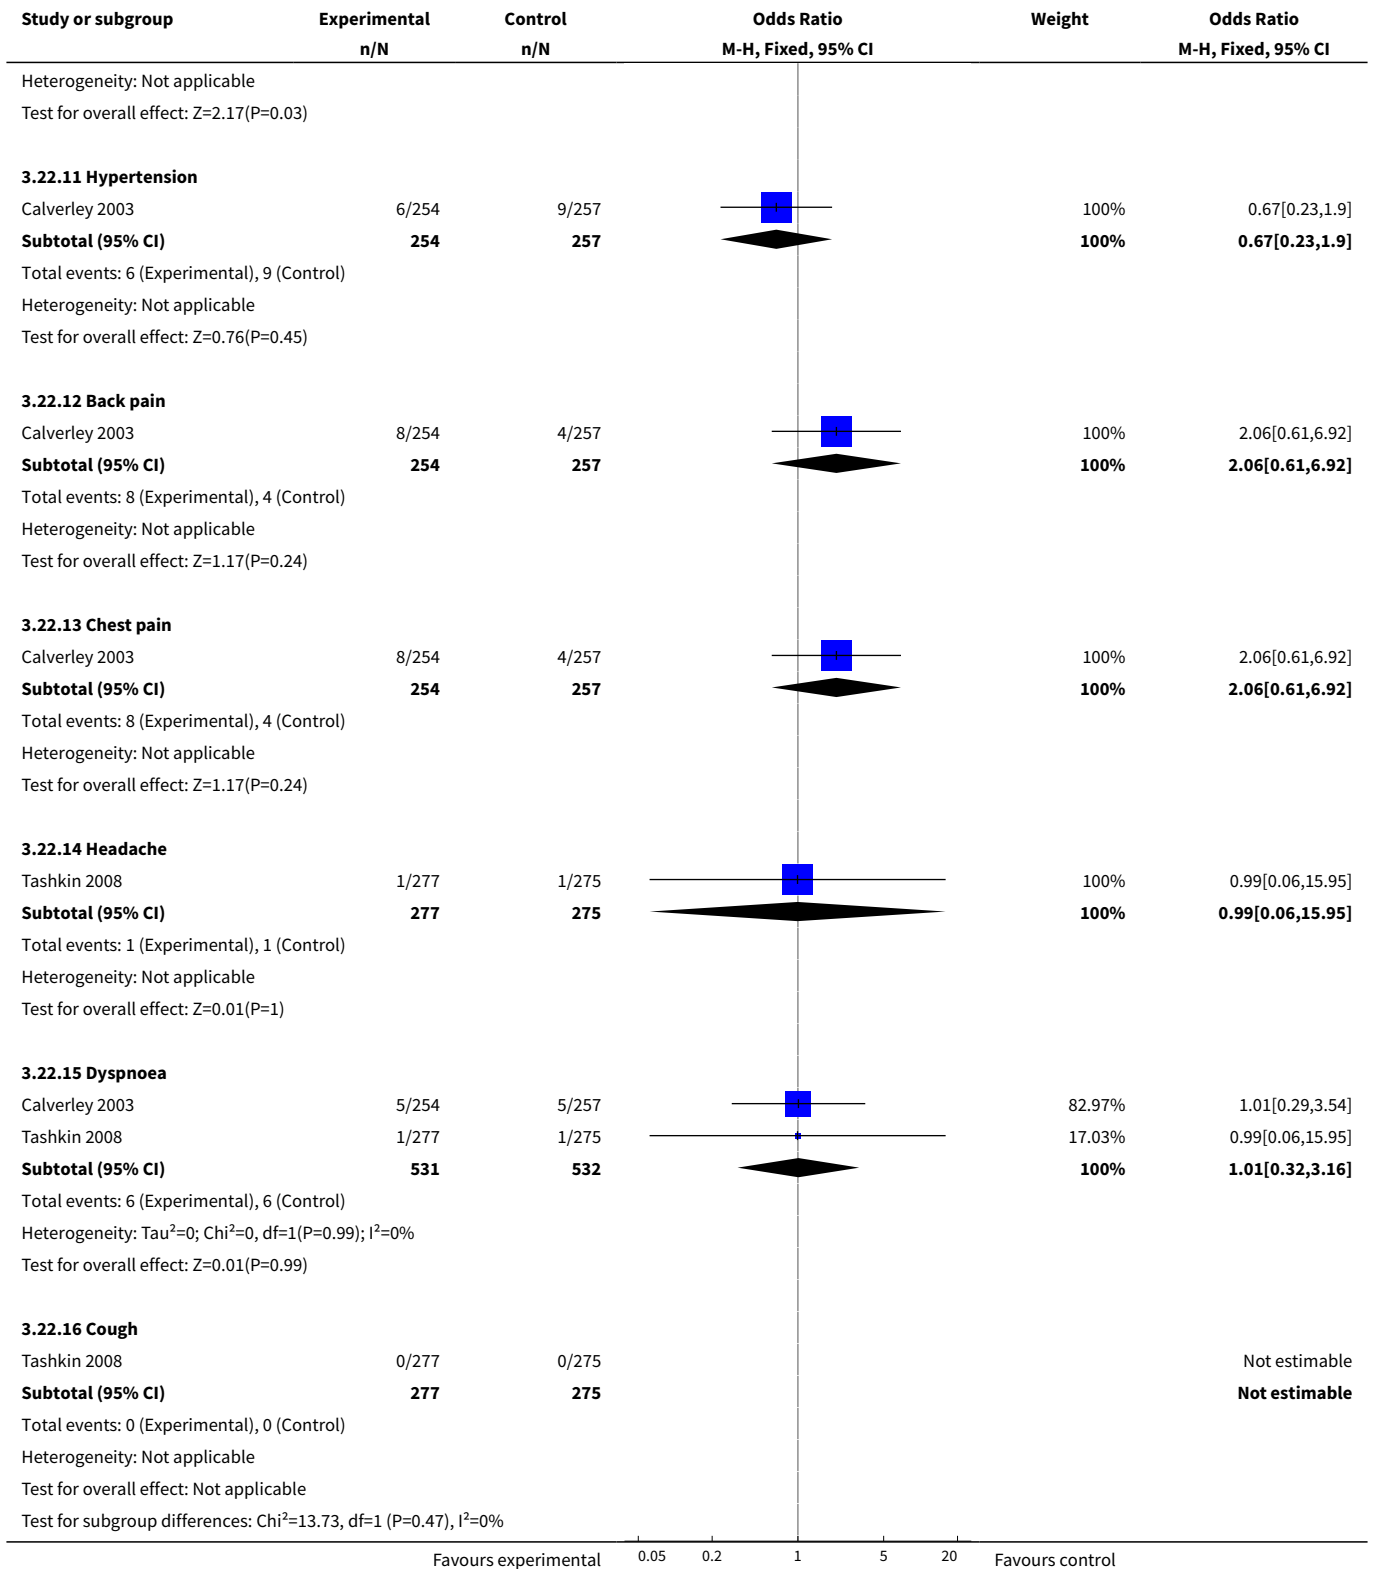 Study or subgroup Experimental Control Odds Ratio Weight Odds Ratio
n/N n/N M-H, Fixed, 95% CI M-H, Fixed, 95% CI
Heterogeneity: Not applicable
Test for overall effect: Z=2.17(P=0.03)
3.22.11 Hypertension
Calverley 2003 6/254 9/257 100% 0.67[0.23,1.9]
Subtotal (95% CI) 254 257 100% 0.67[0.23,1.9]
Total events: 6 (Experimental), 9 (Control)
Heterogeneity: Not applicable
Test for overall effect: Z=0.76(P=0.45)
3.22.12 Back pain
Calverley 2003 8/254 4/257 100% 2.06[0.61,6.92]
Subtotal (95% CI) 254 257 100% 2.06[0.61,6.92]
Total events: 8 (Experimental), 4 (Control)
Heterogeneity: Not applicable
Test for overall effect: Z=1.17(P=0.24)
3.22.13 Chest pain
Calverley 2003 8/254 4/257 100% 2.06[0.61,6.92]
Subtotal (95% CI) 254 257 100% 2.06[0.61,6.92]
Total events: 8 (Experimental), 4 (Control)
Heterogeneity: Not applicable
Test for overall effect: Z=1.17(P=0.24)
3.22.14 Headache
Tashkin 2008 1/277 1/275 100% 0.99[0.06,15.95]
Subtotal (95% CI) 277 275 100% 0.99[0.06,15.95]
Total events: 1 (Experimental), 1 (Control)
Heterogeneity: Not applicable
Test for overall effect: Z=0.01(P=1)
3.22.15 Dyspnoea
Calverley 2003 5/254 5/257 82.97% 1.01[0.29,3.54]
Tashkin 2008 1/277 1/275 17.03% 0.99[0.06,15.95]
Subtotal (95% CI) 531 532 100% 1.01[0.32,3.16]
Total events: 6 (Experimental), 6 (Control)
Heterogeneity: Tau²=0; Chi²=0, df=1(P=0.99); I²=0%
Test for overall effect: Z=0.01(P=0.99)
3.22.16 Cough
Tashkin 2008 0/277 0/275 Not estimable
Subtotal (95% CI) 277 275 Not estimable
Total events: 0 (Experimental), 0 (Control)
Heterogeneity: Not applicable
Test for overall effect: Not applicable
Test for subgroup differences: Chi²=13.73, df=1 (P=0.47), I²=0%
Favours experimental 0.05 0.2 1 5 20 Favours control